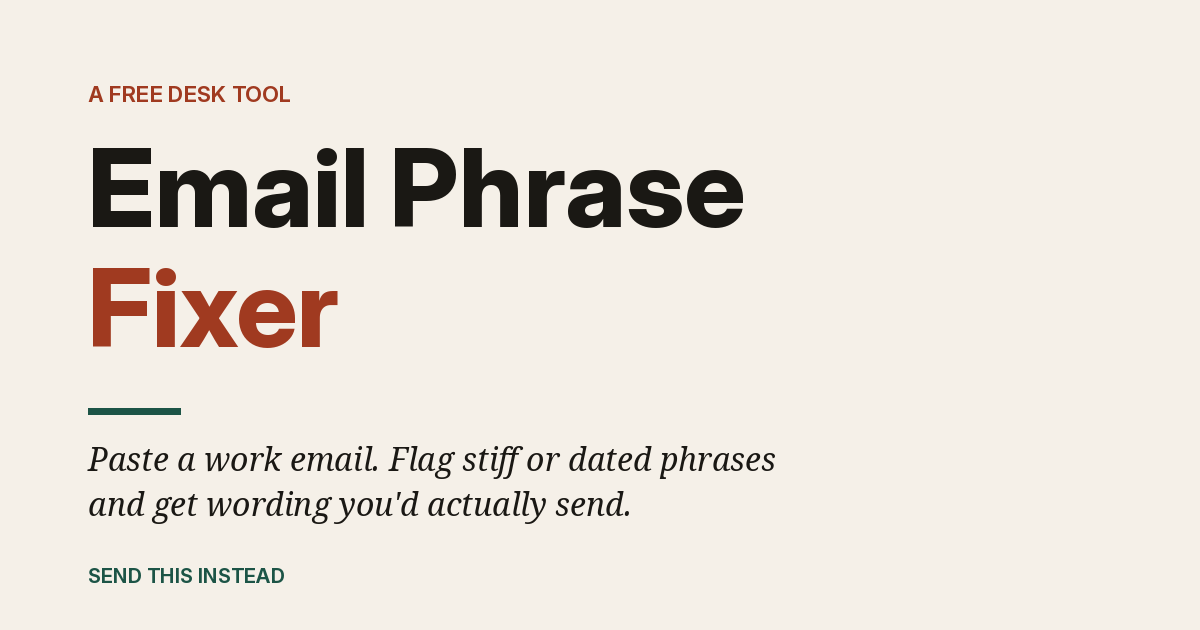 A FREE DESK TOOL
Email Phrase
Fixer
Paste a work email. Flag stiff or dated phrases
and get wording you'd actually send.
SEND THIS INSTEAD